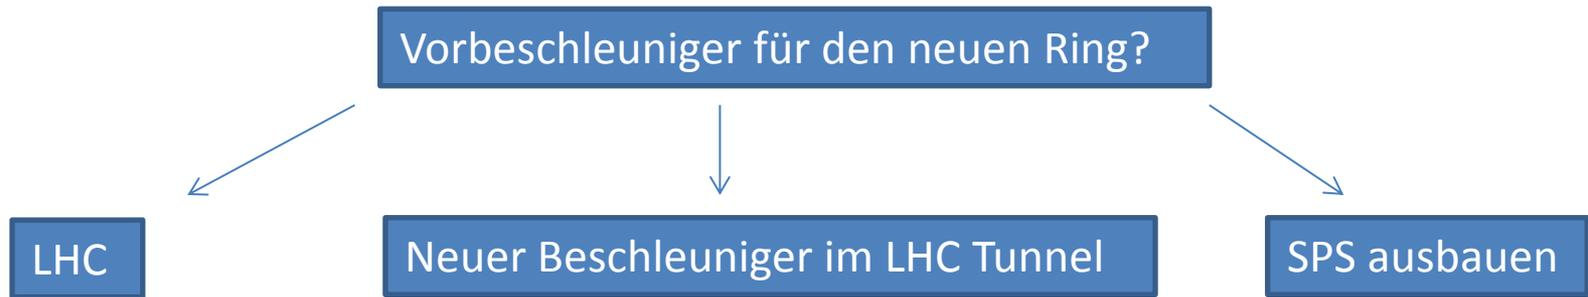 Vorbeschleuniger für den neuen Ring?
LHC
Neuer Beschleuniger im LHC Tunnel
SPS ausbauen